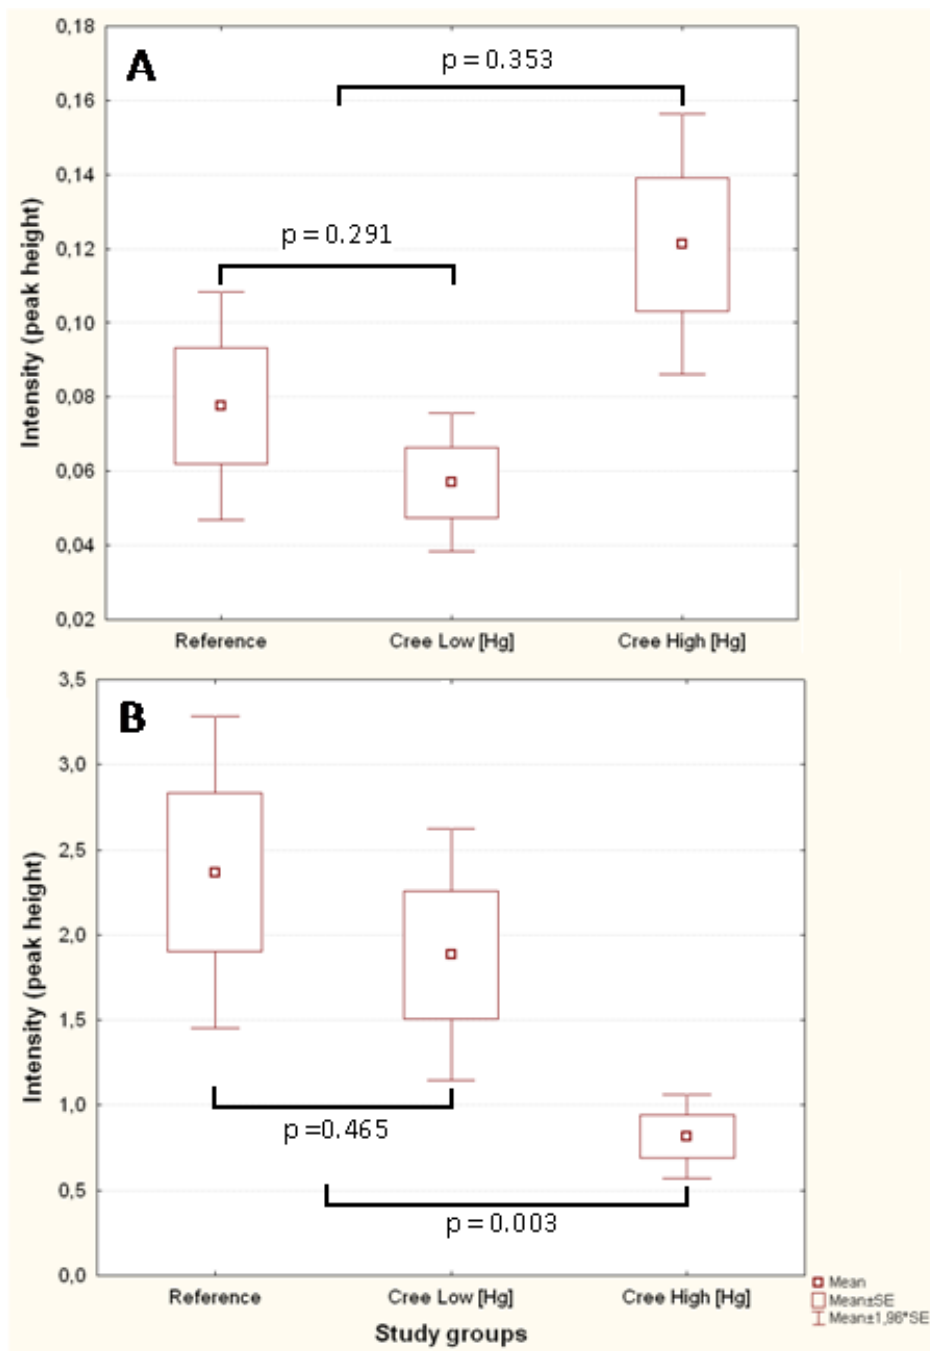 A
p = 0.353
p = 0.291
Intensity (peak height)
0,18
0,16
0,14
0,12
0,10
0,08
0,06
0,04
0,02
Reference Cree Low [Hg] Cree High [Hg]
B
Intensity (peak height)
3,5
3,0
2,5
2,0
1,5
1,0
0,5
0,0
p =0.465
p = 0.003
Reference Cree Low [Hg] Cree High [Hg]
Study groups
Mean
Mean±SE
Mean±1,96*SE